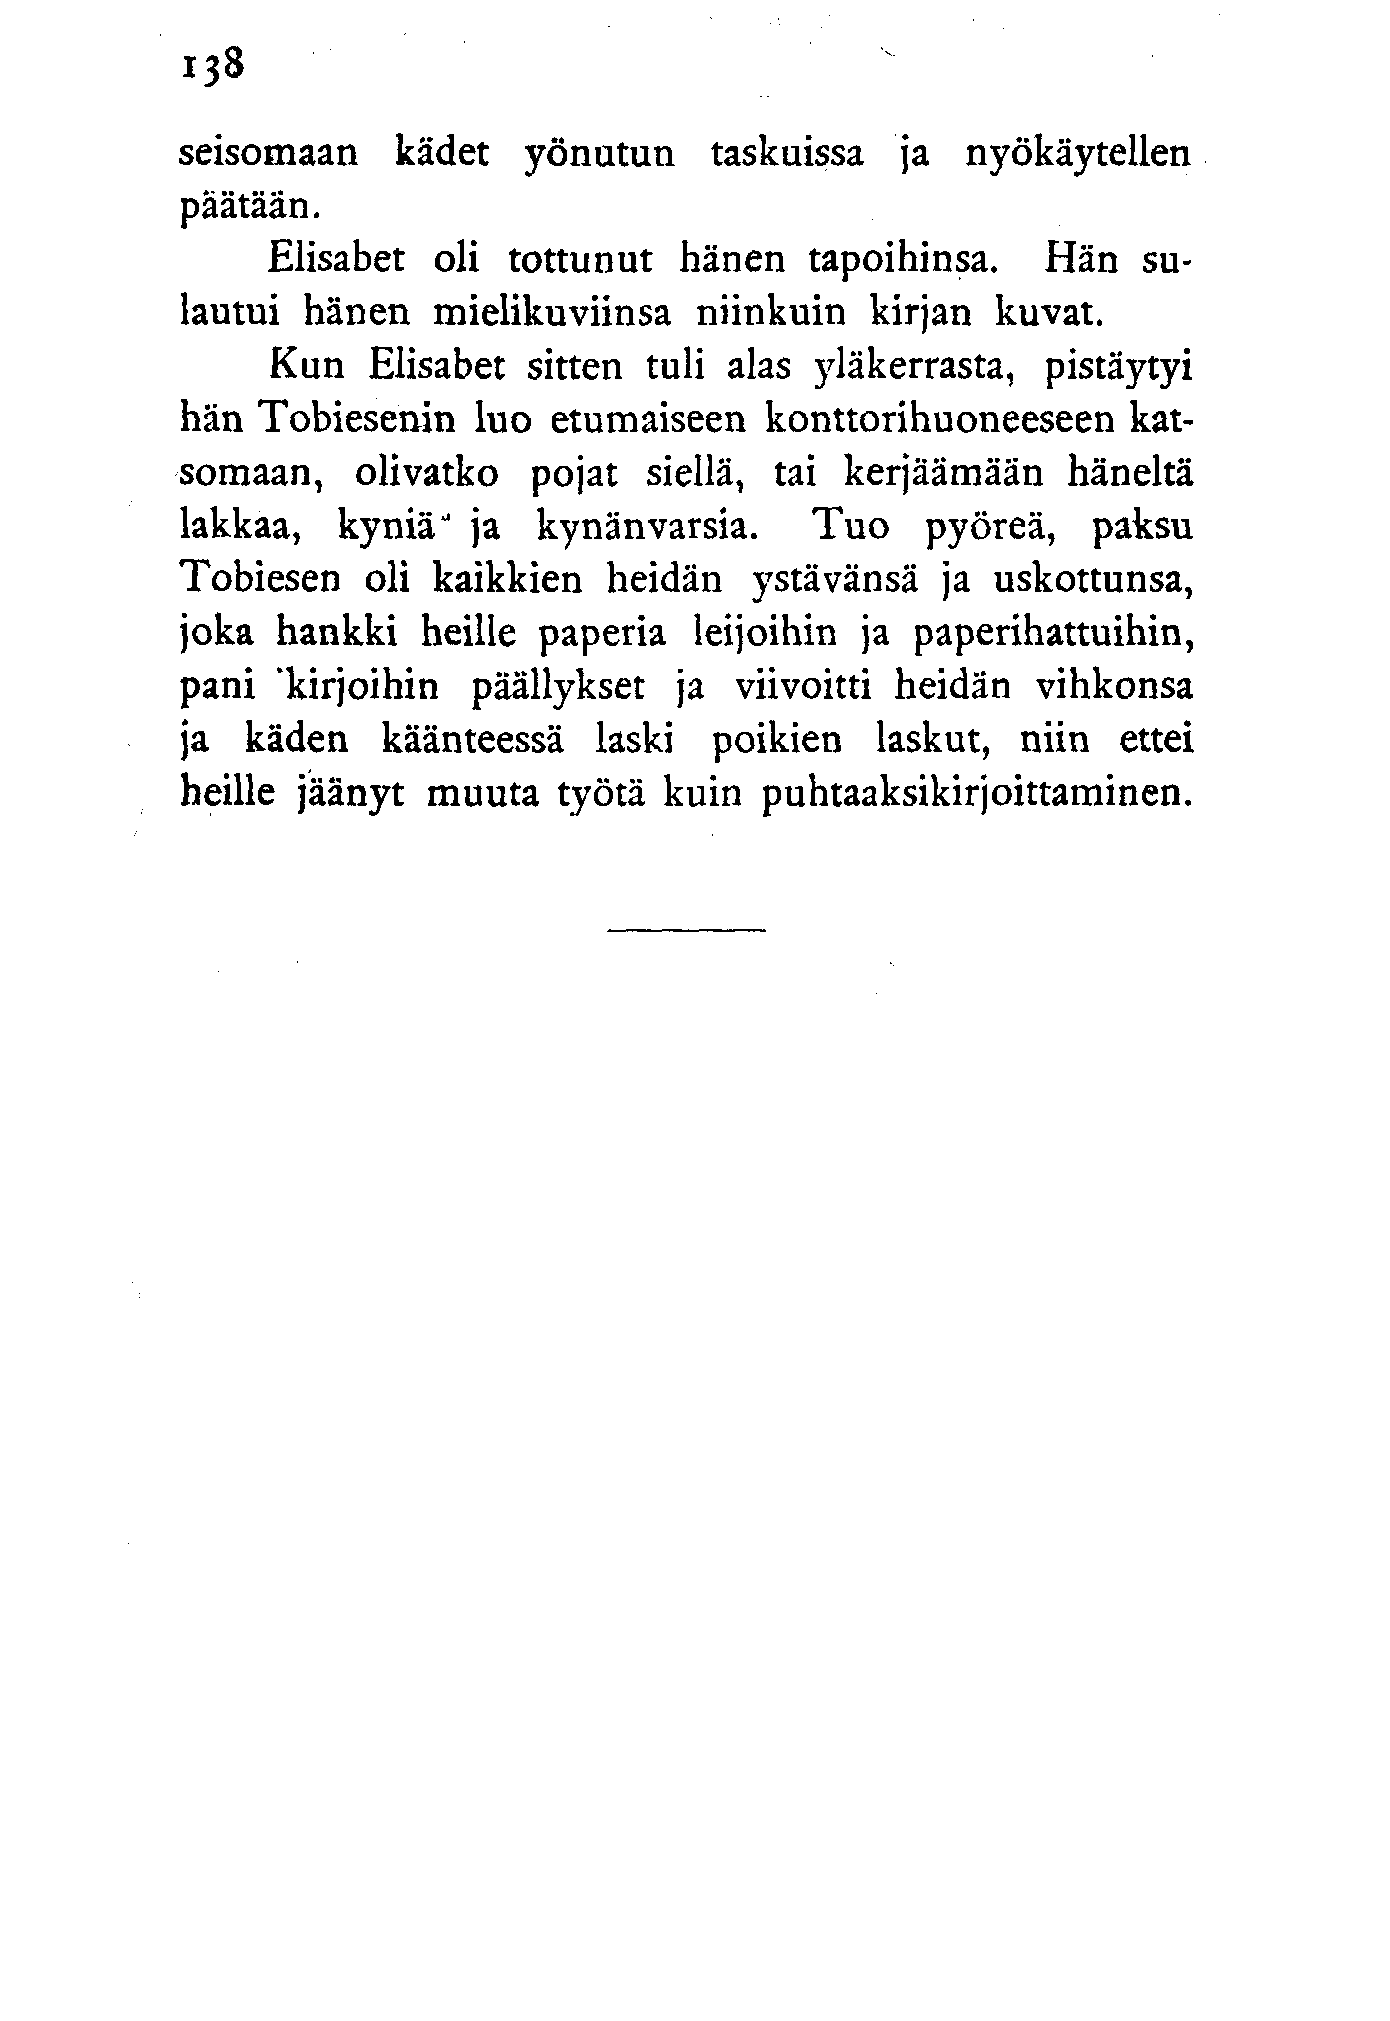 138
seisomaan kädet yönutun taskuissa ja nyökäytellen
päätään.
Elisabet oli tottunut hänen tapoihinsa. Hän su-
lautui hänen mielikuviinsa niinkuin kirjan kuvat.
Kun Elisabet sitten tuli alas yläkerrasta, pistäytyi
hän Tobiesenin luo etumaiseen konttorihuoneeseen kat-
somaan, olivatko pojat siellä, tai kerjäämään häneltä
lakkaa, kyniä ja kynänvarsia. Tuo pyöreä, paksu
Tobiesen oli kaikkien heidän ystävänsä ja uskottunsa,
joka hankki heille paperia leijoihin ja paperihattuihin,
pani kirjoihin päällykset ja viivoitti heidän vihkonsa
ja käden käänteessä laski poikien laskut, niin ettei
heille jäänyt muuta työtä kuin puhtaaksikirjoittaminen.